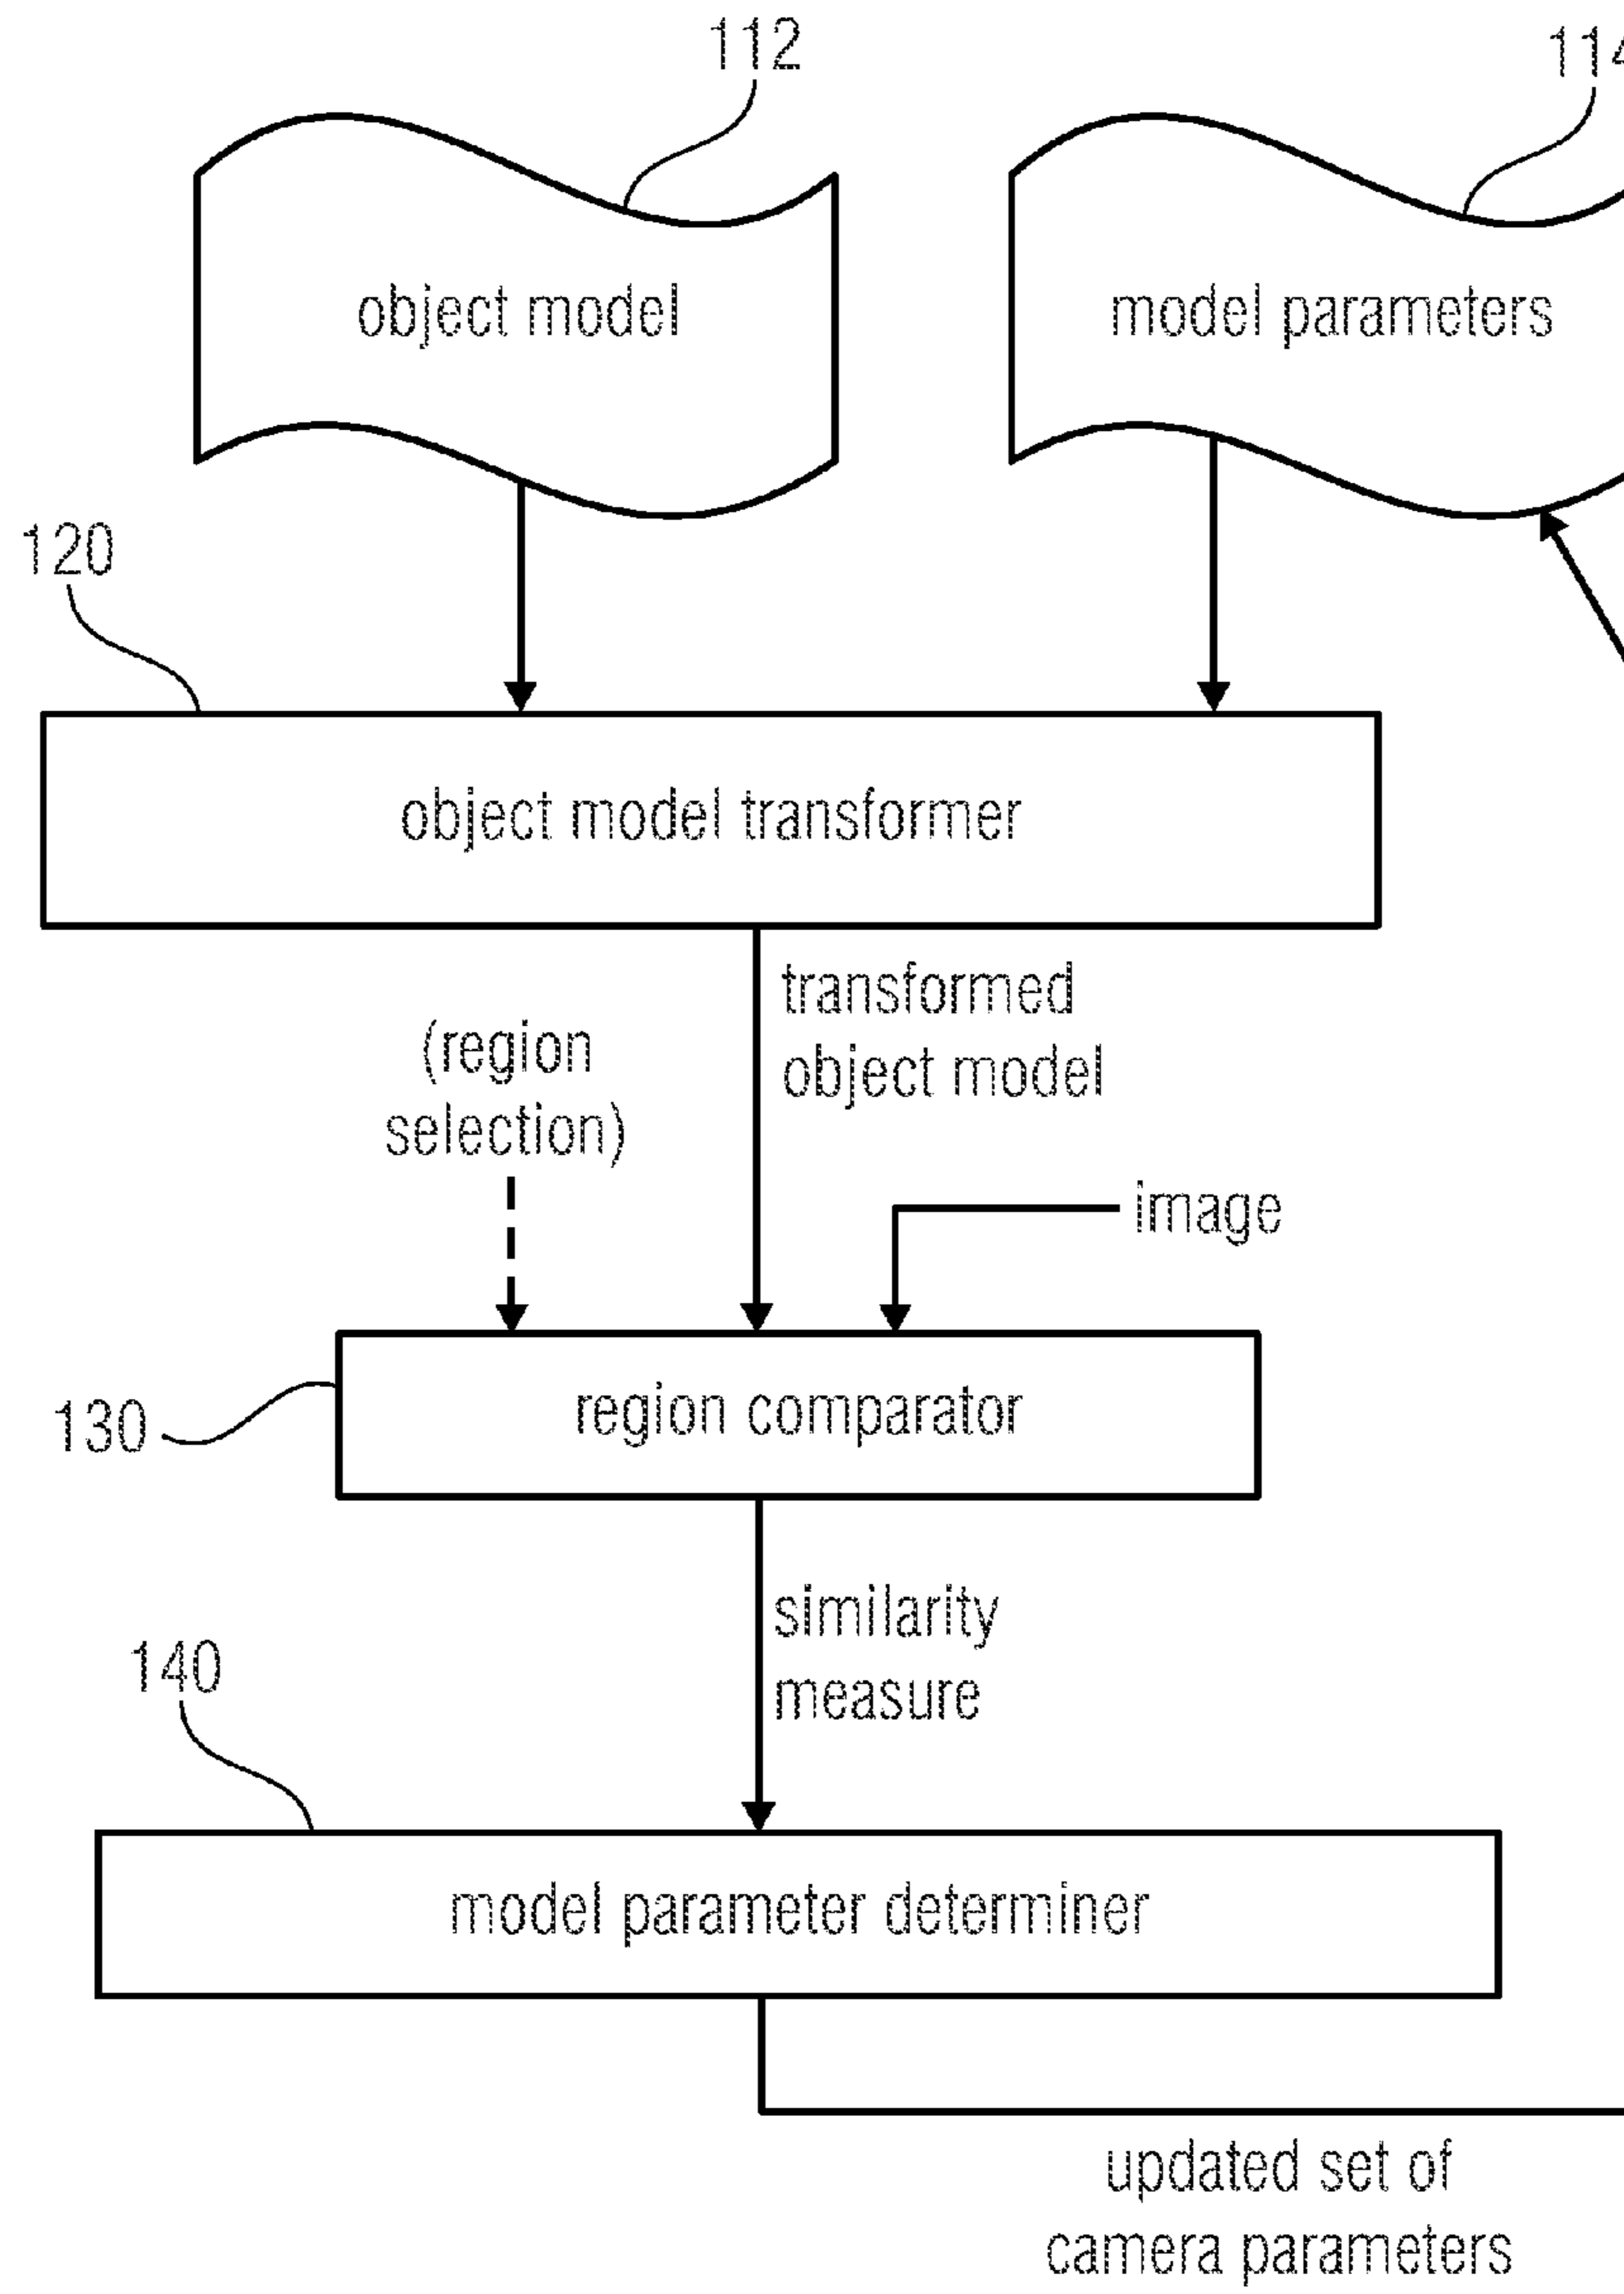 112
114
object model
model parameters
120
object model transformer
transformed
object model
(region
selection)
image
region comparator
130
similarity
measure
140
model parameter determiner
updated set of
camera parameters